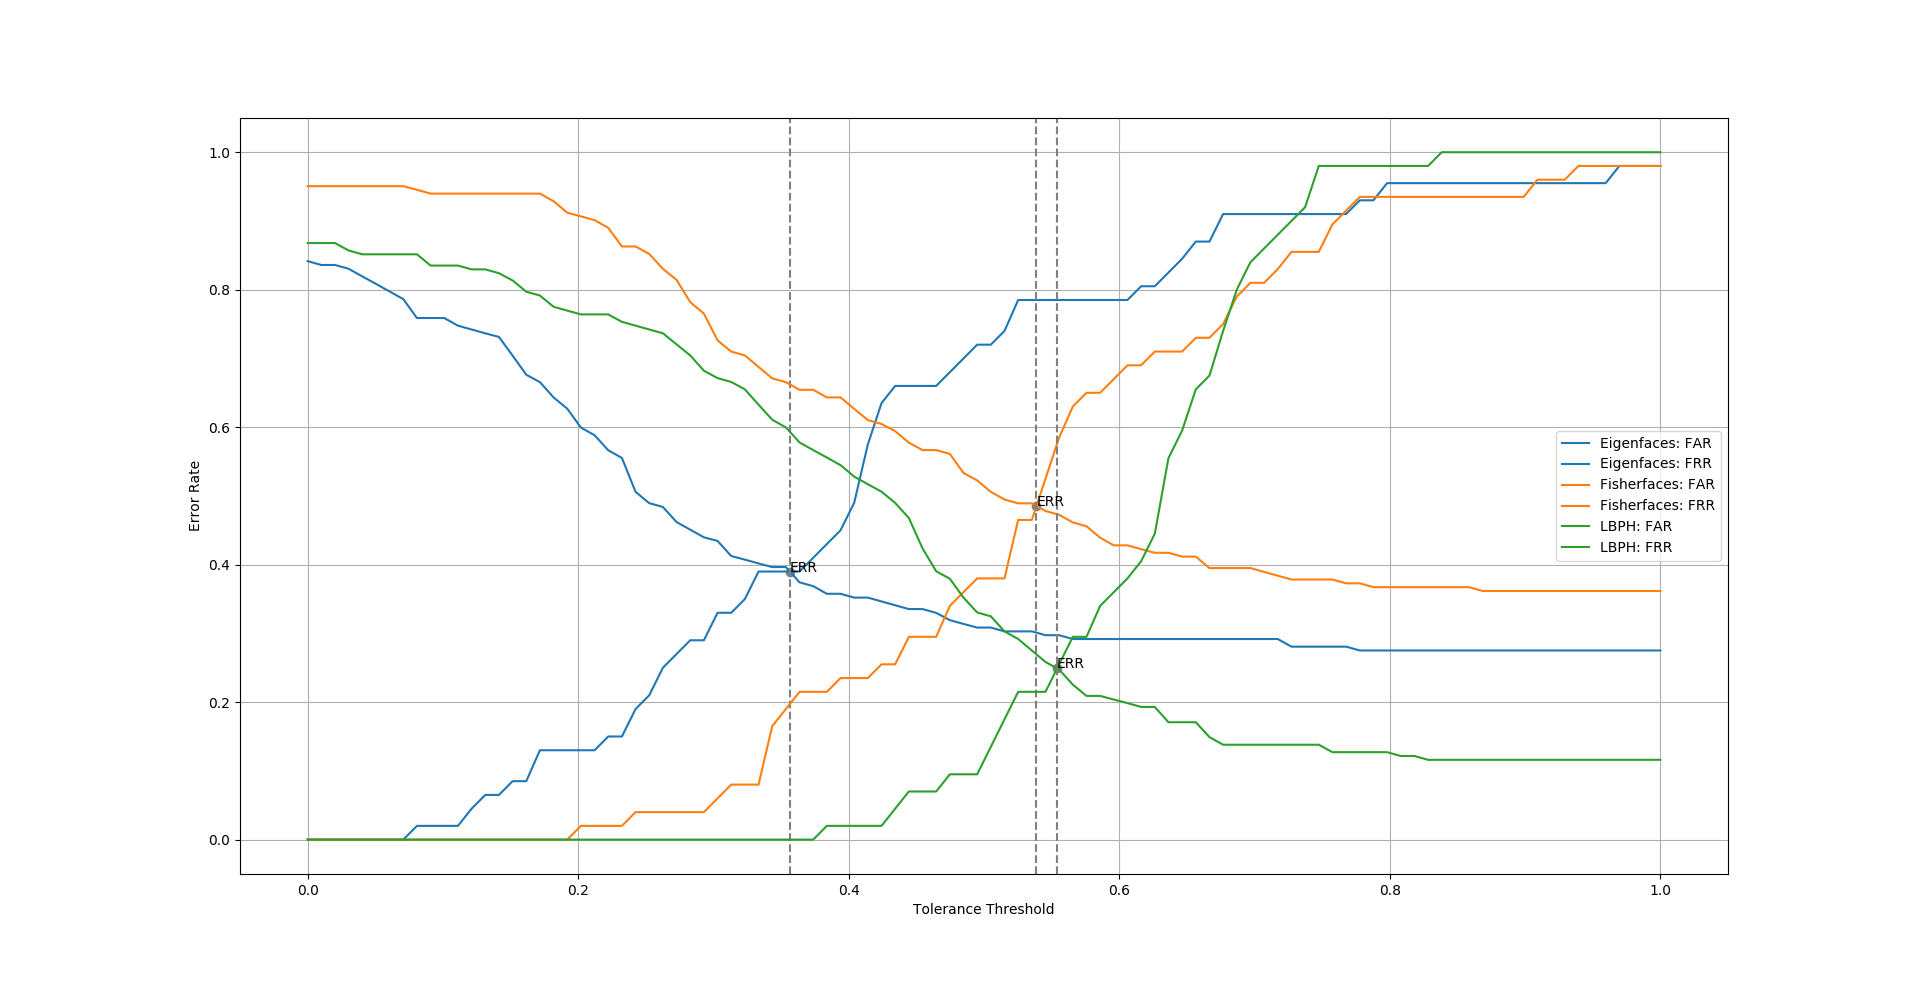 1.0
0.8
0.6
0.4
0.2
0.0
Error Rate
ERR
ERR
ERR
Eigenfaces: FAR
Eigenfaces: FRR
Fisherfaces: FAR
Fisherfaces: FRR
LBPH: FAR
LBPH: FRR
0.0 0.2 0.4 0.6 0.8 1.0
Tolerance Threshold